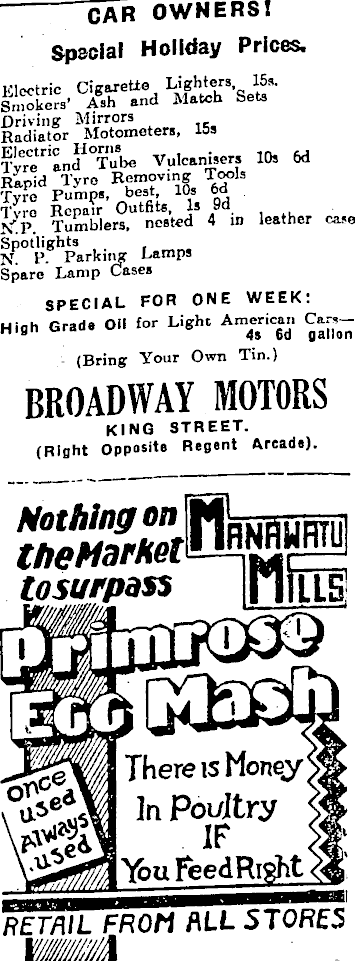 CAR OWNERS!
Special Holiday Prices.
Electric Cigarette Lighters, 15s.
Smokers' Ash and Match Sets
Driving Mirrors
Radiator Motometers, 15s
Electric Horns
Tyre and Tube Vulcanisers 10s 6d
Rapid Tyre Removing Tools
Tyre Pumps, best, 10s 6d
Tyre Repair Outfits, 1s 9d
N.P. Tumblers, nested 4 in leather case
Spotlights
N. P. Parking Lamps
Spare Lamp Cases
SPECIAL FOR ONE WEEK:
High Grade Oil for Light American Cars—
4s 6d gallon
(Bring Your Own Tin.)
BROADWAY MOTORS
KING STREET.
(Right Opposite Regent Arcade).
Nothing on
the Market
to surpass
MANAWATU
MILLS
Primrose
EGG Mash
Once
used
Always
used
There is Money
In Poultry
IF
You Feed Right
RETAIL FROM ALL STORES